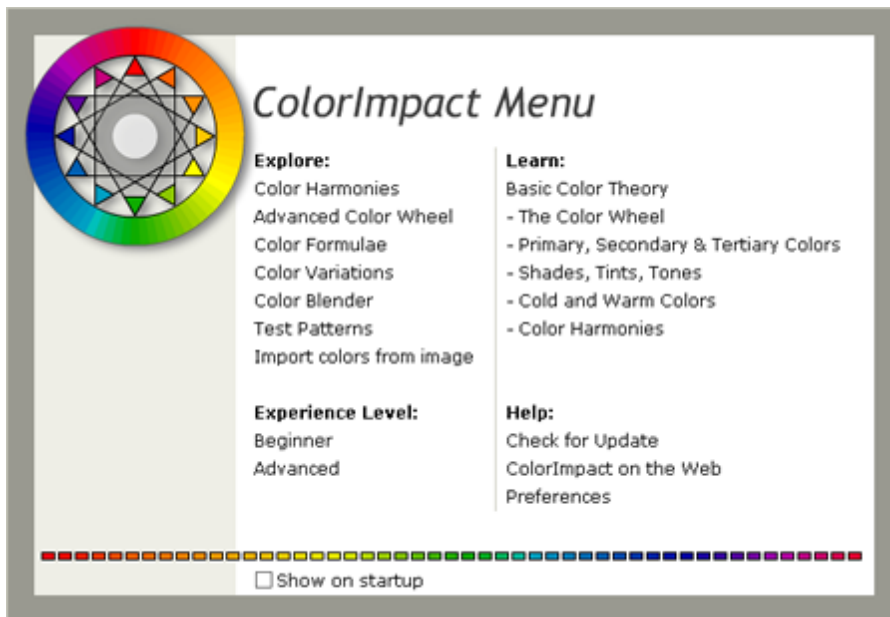 ColorImpact Menu
Explore:
Color Harmonies
Advanced Color Wheel
Color Formulae
Color Variations
Color Blender
Test Patterns
Import colors from image
Learn:
Basic Color Theory
- The Color Wheel
- Primary, Secondary & Tertiary Colors
- Shades, Tints, Tones
- Cold and Warm Colors
- Color Harmonies
Experience Level:
Beginner
Advanced
Help:
Check for Update
ColorImpact on the Web
Preferences
Show on startup